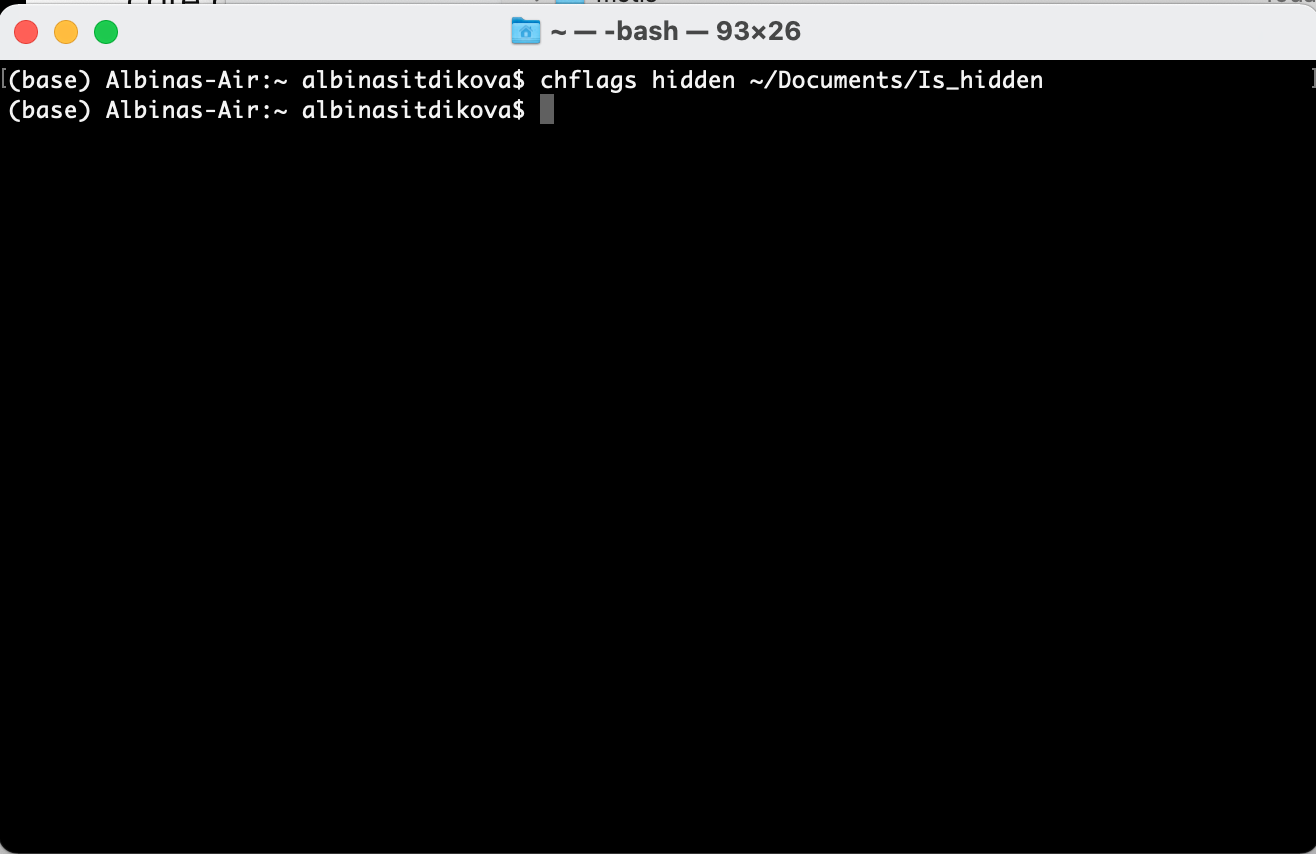 ~ — -bash — 93×26
[(base) Albinas-Air:~ albinasitdikova$ chflags hidden ~/Documents/Is_hidden ]
(base) Albinas-Air:~ albinasitdikova$